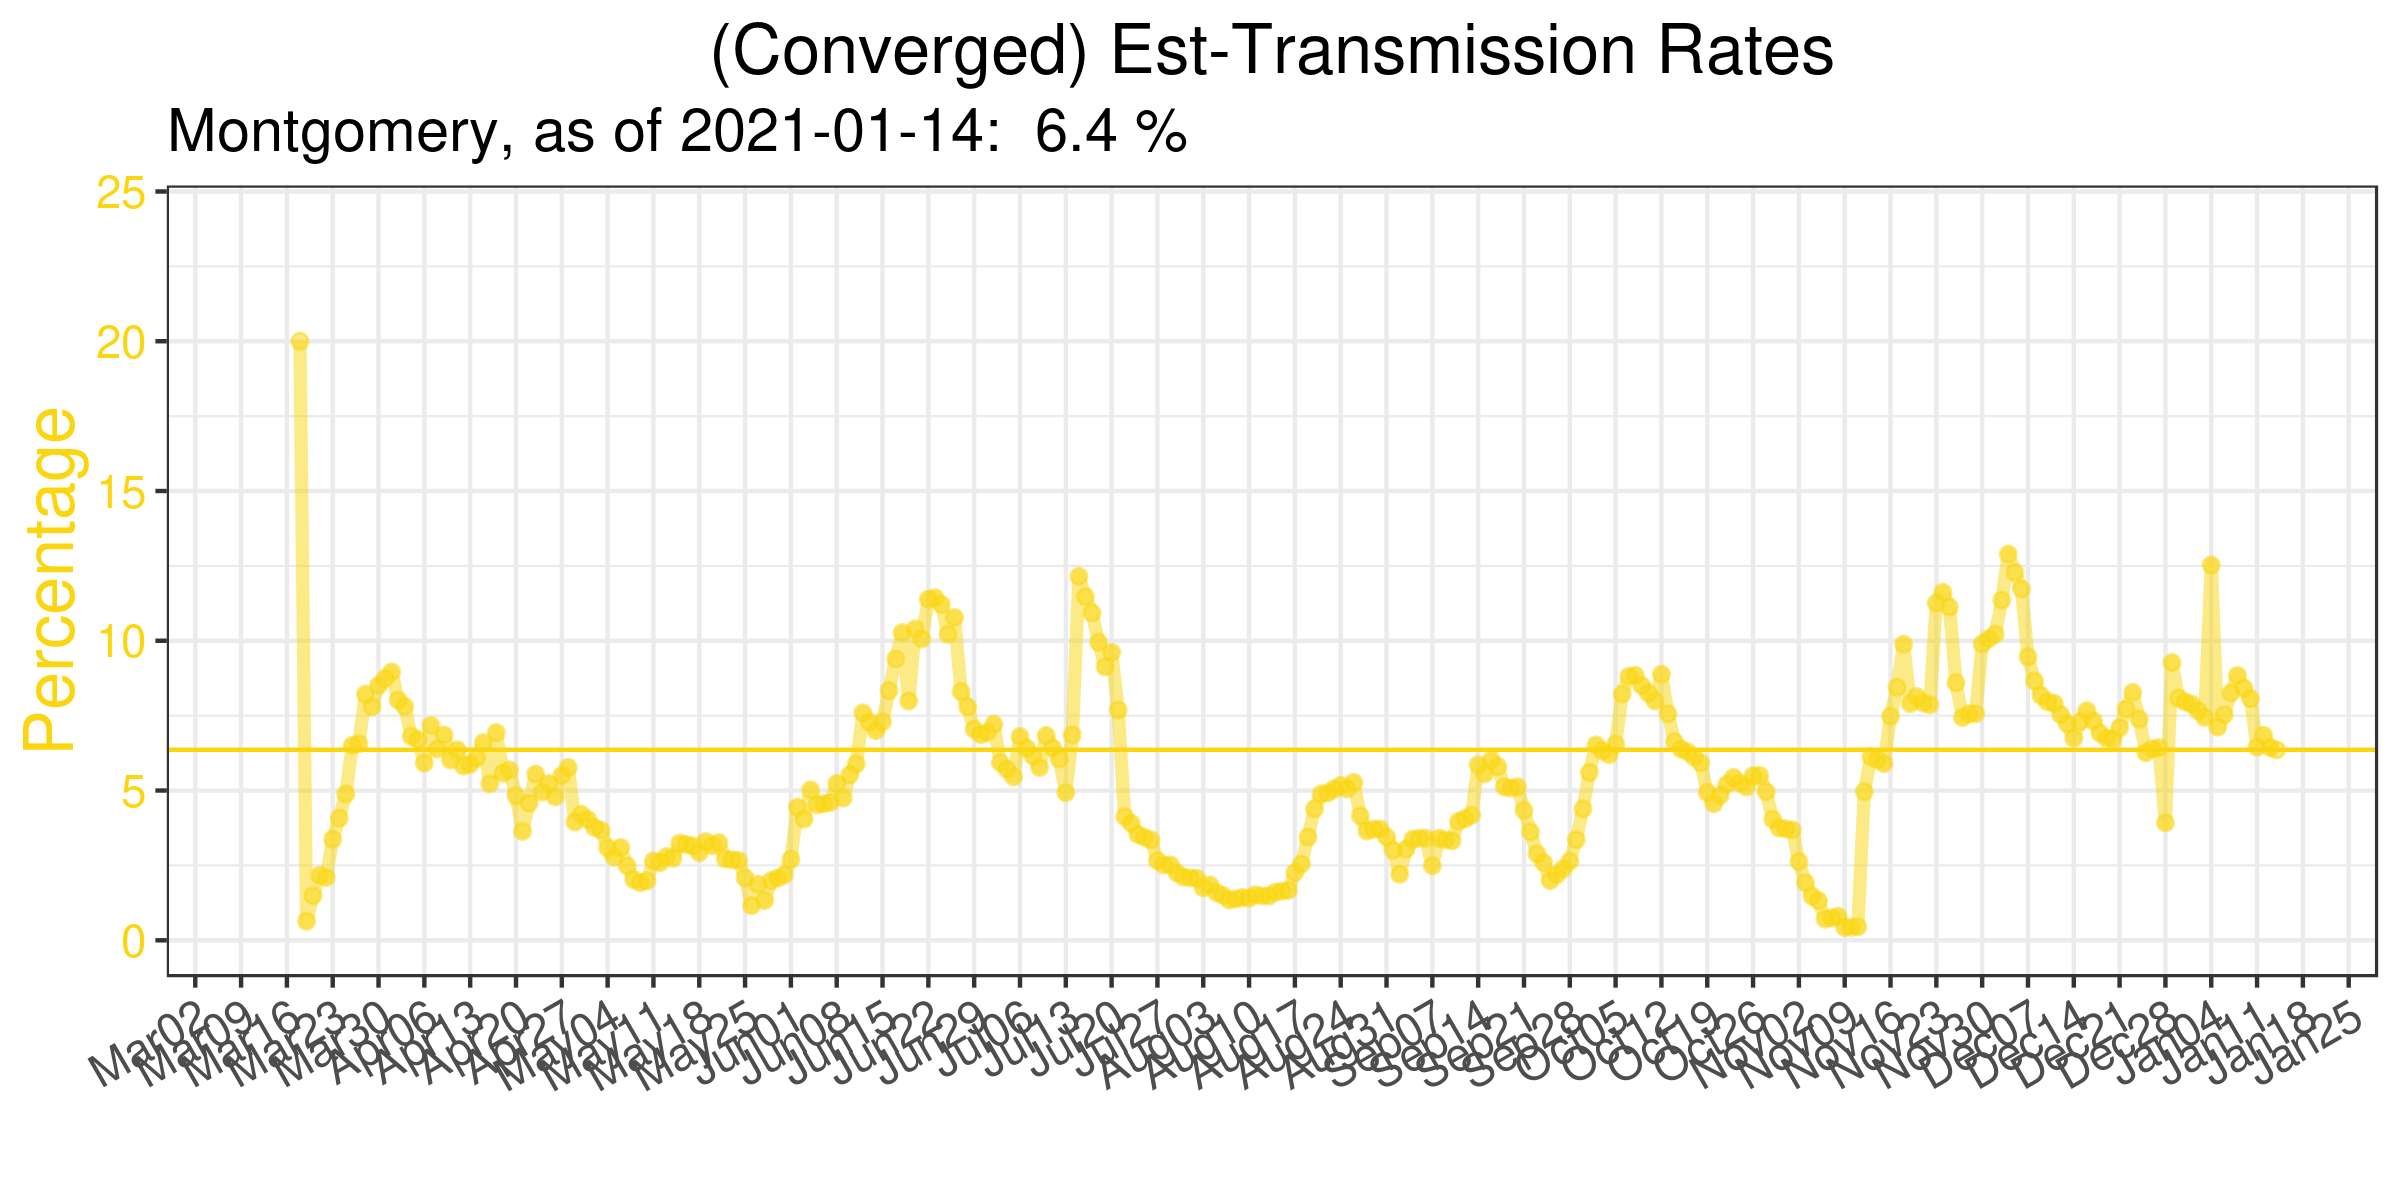 (Converged) Est-Transmission Rates
Montgomery, as of 2021-01-14:  6.4 %
Percentage
25
20
15
10
5
0
Mar02
Mar09
Mar16
Mar23
Mar30
Apr06
Apr13
Apr20
Apr27
May04
May11
May18
May25
Jun01
Jun08
Jun15
Jun22
Jun29
Jul06
Jul13
Jul20
Jul27
Aug03
Aug10
Aug17
Aug24
Aug31
Sep07
Sep14
Sep21
Sep28
Oct05
Oct12
Oct19
Oct26
Nov02
Nov09
Nov16
Nov23
Nov30
Dec07
Dec14
Dec21
Dec28
Jan04
Jan11
Jan18
Jan25